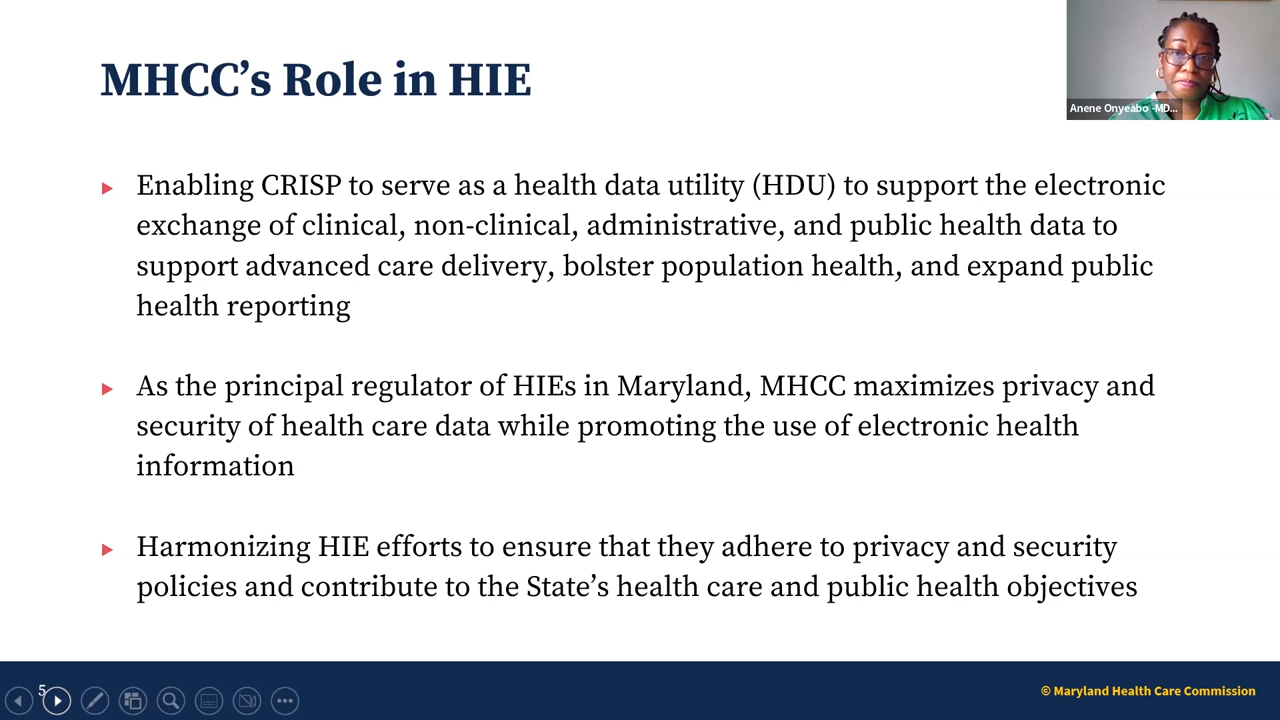 MHCC’s Role in HIE
Anene Onyeabo -MD...
Enabling CRISP to serve as a health data utility (HDU) to support the electronic
exchange of clinical, non-clinical, administrative, and public health data to
support advanced care delivery, bolster population health, and expand public
health reporting
As the principal regulator of HIEs in Maryland, MHCC maximizes privacy and
security of health care data while promoting the use of electronic health
information
Harmonizing HIE efforts to ensure that they adhere to privacy and security
policies and contribute to the State’s health care and public health objectives
5
© Maryland Health Care Commission